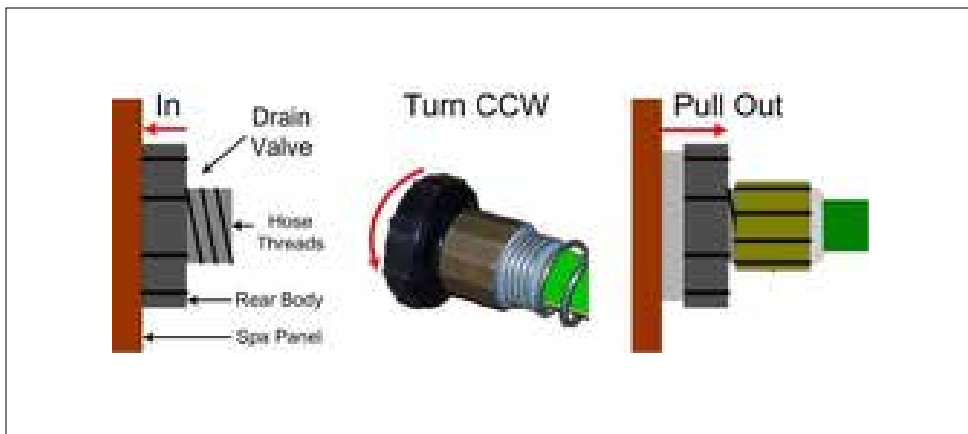 In
Drain
Valve
Hose
Threads
Rear Body
Spa Panel
Turn CCW
Pull Out